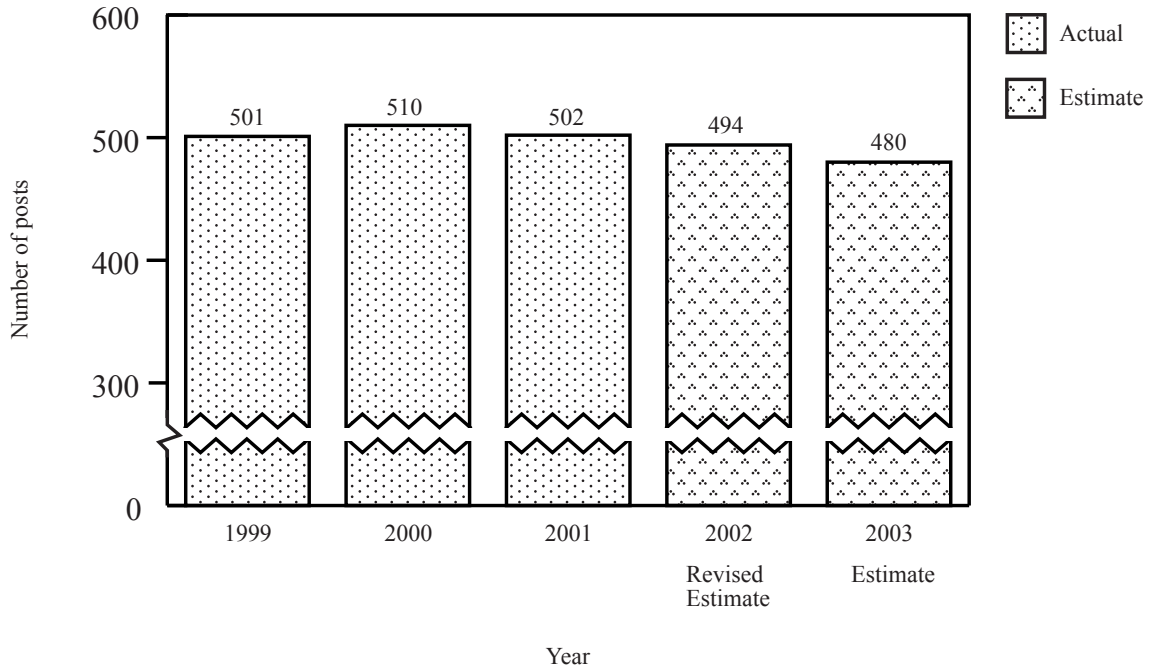 600
500
400
300
0
Number of posts
501
510
502
494
480
1999
2000
2001
2002
2003
Revised
Estimate
Estimate
Year
Actual
Estimate